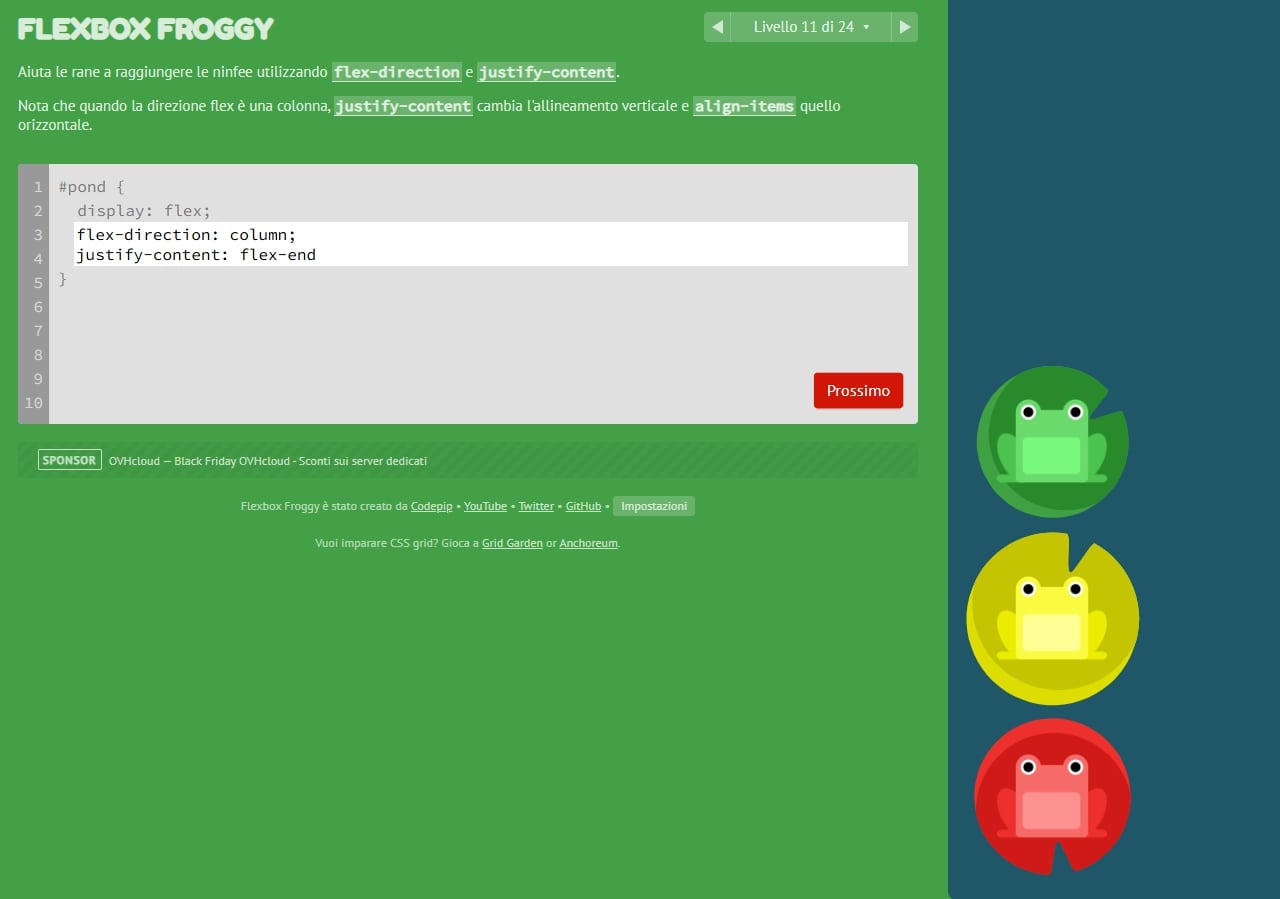 FLEXBOX FROGGY
Livello 11 di 24
Aiuta le rane a raggiungere le ninfee utilizzando flex-direction e justify-content.
Nota che quando la direzione flex è una colonna, justify-content cambia l'allineamento verticale e align-items quello
orizzontale.
1 #pond {
2 display: flex;
3 flex-direction: column;
4 justify-content: flex-end
5 }
6
7
8
9
10
Prossimo
SPONSOR OVHcloud — Black Friday OVHcloud - Sconti sui server dedicati
Flexbox Froggy è stato creato da Codepip • YouTube • Twitter • GitHub • Impostazioni
Vuoi imparare CSS grid? Gioca a Grid Garden or Anchoreum.